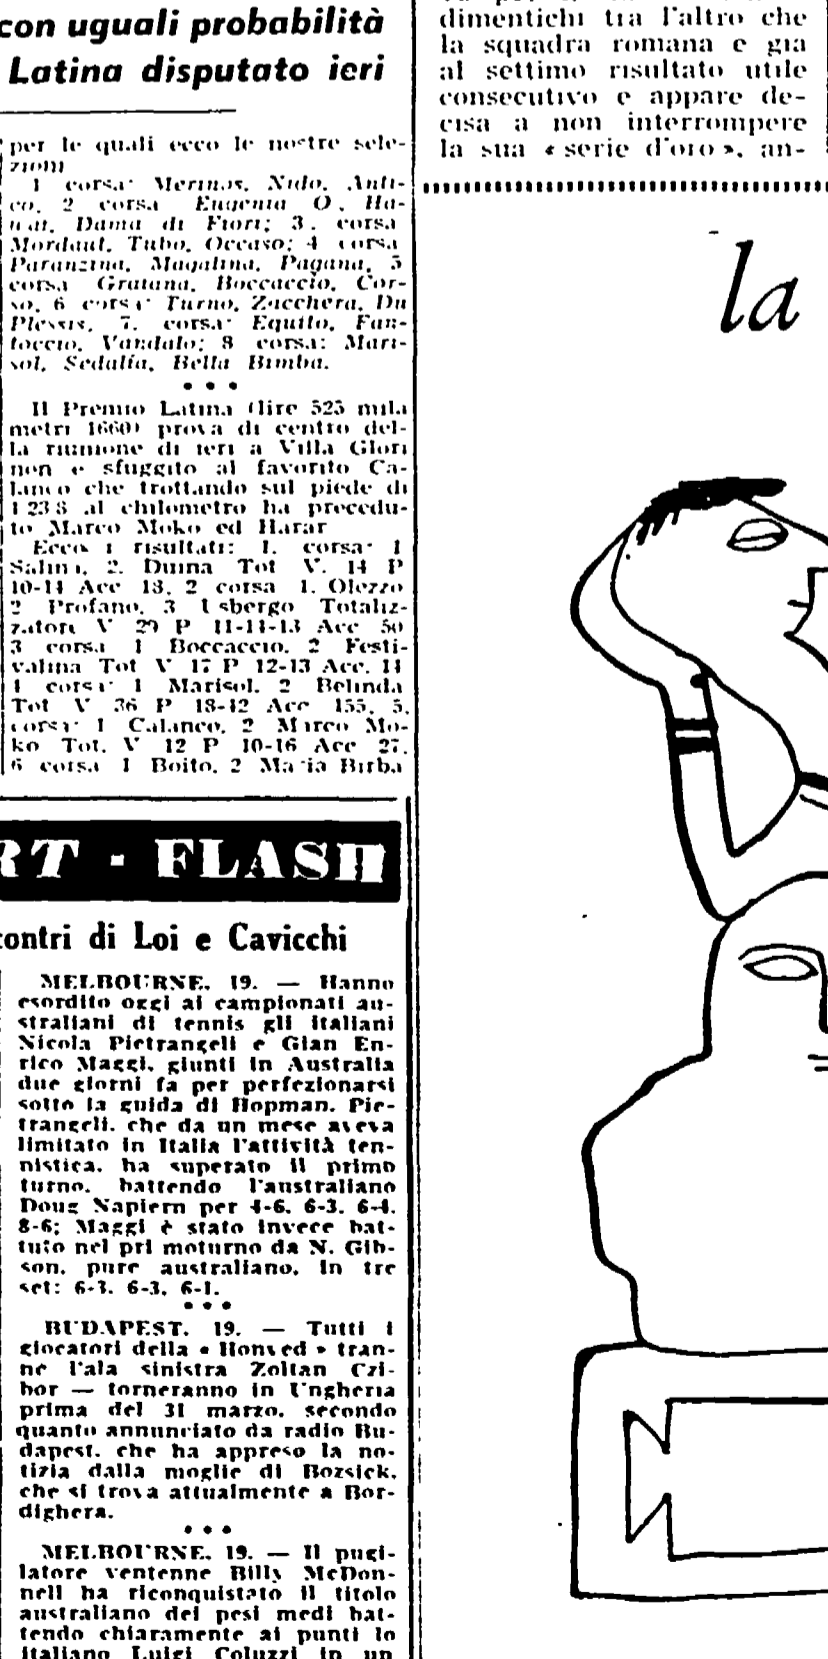 con uguali probabilità
Latina disputato ieri
per le quali ecco le nostre sele-
zioni
1 corsa: Merinos, Nido, Anti-
co, 2 corsa Eugenia O, Ha-
Dama di Fiori; 3. corsa
Mordaut, Tubo, Occaso; 4 corsa
Paranzina, Magalina, Pagana, 5
corsa Gratana, Boccaccio, Cor-
so, 6 corsa: Turno, Zucchera, Du
Plessis, 7. corsa: Equito, Fan-
toccio, Vandalo; 8 corsa: Mari-
sol, Sedalia, Bella Bimba.
• • •
Il Premio Latina (lire 525 mila
metri 1660) prova di centro del-
la riunione di ieri a Villa Glori
non e sfuggito al favorito Ca-
lanco che trottando sul piede di
1 23 8 al chilometro ha precedu-
to Marco Moko ed Harar
Ecco i risultati: 1. corsa: 1
Salini, 2. Duina Tot V. 14 P
10-14 Acc 18, 2 corsa 1. Olezzo
2 Profano, 3 Usbergo Totaliz-
zatori V 29 P 11-14-13 Acc 50
3 corsa 1 Boccaccio, 2 Festi-
valina Tot V 17 P 12-13 Acc. 14
4 corsa: 1 Marisol, 2 Belinda
Tot V 36 P 18-42 Acc 155, 5.
corsa: 1 Calanco, 2 Marco Mo-
ko Tot. V 12 P 10-16 Acc 27,
6 corsa 1 Boito, 2 Maria Birba
RT - FLASH
contri di Loi e Cavicchi
MELBOURNE, 19. — Hanno
esordito oggi ai campionati au-
straliani di tennis gli italiani
Nicola Pietrangeli e Gian En-
rico Maggi, giunti in Australia
due giorni fa per perfezionarsi
sotto la guida di Hopman. Pie-
trangeli, che da un mese aveva
limitato in Italia l'attività ten-
nistica, ha superato il primo
turno, battendo l'australiano
Doug Napiern per 4-6, 6-3, 6-4,
8-6; Maggi è stato invece bat-
tuto nel pri moturno da N. Gib-
son, pure australiano, in tre
set: 6-3, 6-3, 6-1.
• • •
BUDAPEST, 19. — Tutti i
giocatori della « Honved » tran-
ne l'ala sinistra Zoltan Czi-
bor — torneranno in Ungheria
prima del 31 marzo, secondo
quanto annunciato da radio Bu-
dapest, che ha appreso la no-
tizia dalla moglie di Bozsick,
che si trova attualmente a Bor-
dighera.
• • •
MELBOURNE, 19. — Il pugi-
latore ventenne Billy McDon-
nell ha riconquistato il titolo
australiano dei pesi medi bat-
tendo chiaramente ai punti lo
italiano Luigi Coluzzi in un
dimentichi tra l'altro che
la squadra romana e gia
al settimo risultato utile
consecutivo e appare de-
cisa a non interrompere
la sua « serie d'oro », an-
la